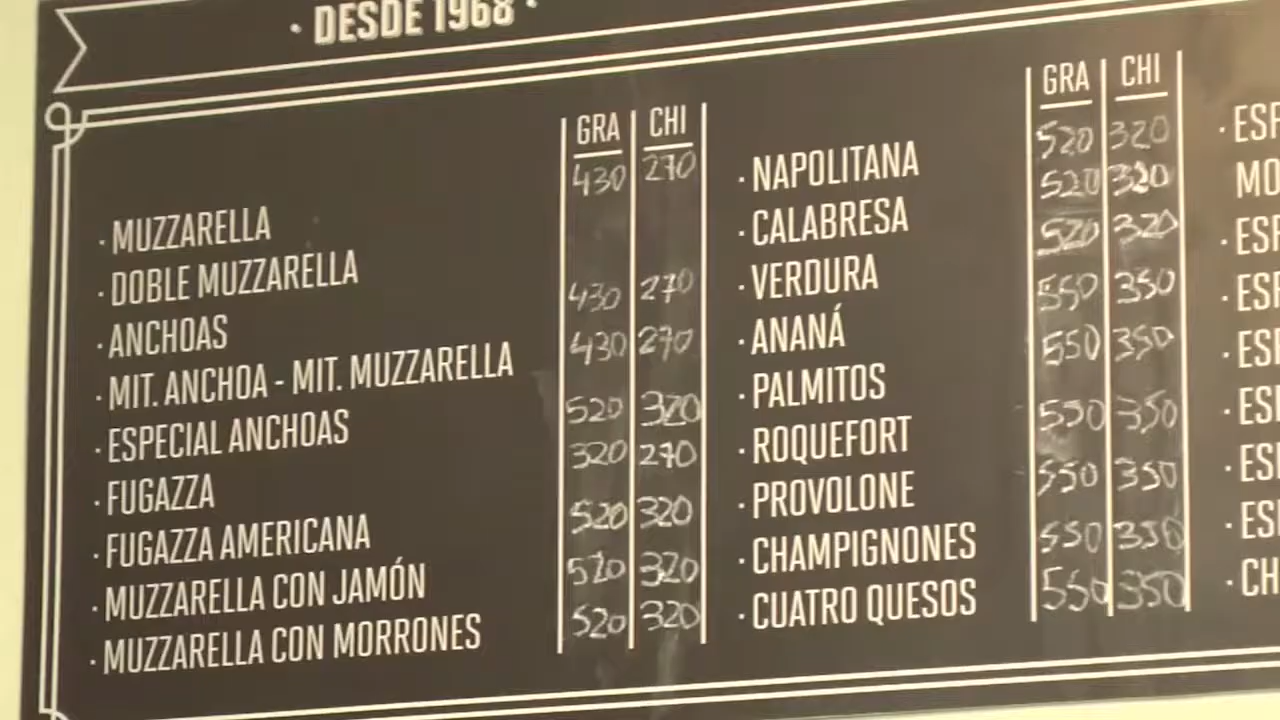 · DESDE 1968 ·
GRA CHI
· MUZZARELLA 430 270
· DOBLE MUZZARELLA
· ANCHOAS 430 270
· MIT. ANCHOA - MIT. MUZZARELLA 430 270
· ESPECIAL ANCHOAS 520 320
· FUGAZZA 320 270
· FUGAZZA AMERICANA 520 320
· MUZZARELLA CON JAMÓN 520 320
· MUZZARELLA CON MORRONES 520 320
GRA CHI
· NAPOLITANA 520 320
· CALABRESA 520 320
· VERDURA 520 320
· ANANÁ 550 350
· PALMITOS 550 350
· ROQUEFORT 550 350
· PROVOLONE 550 350
· CHAMPIGNONES 550 350
· CUATRO QUESOS 550 350